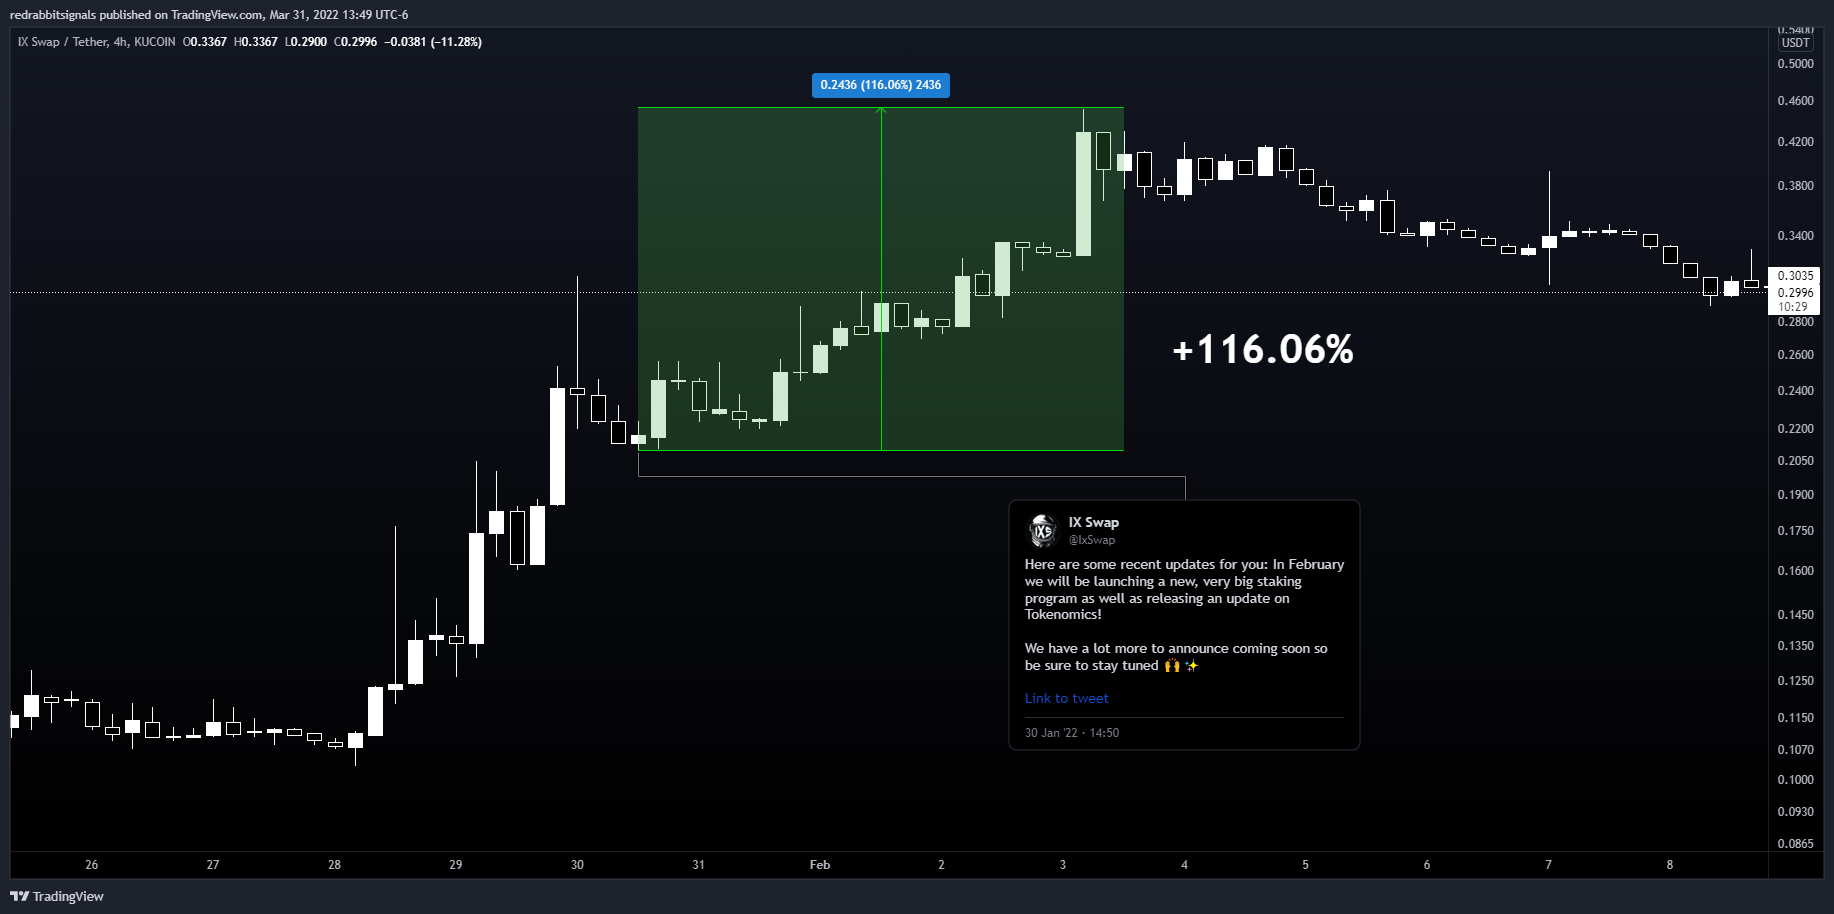 redrabbitsignals published on TradingView.com, Mar 31, 2022 13:49 UTC-6
IX Swap / Tether, 4h, KUCOIN O0.3367 H0.3367 L0.2900 C0.2996 −0.0381 (−11.28%)
0.5400
USDT
0.5000
0.2436 (116.06%) 2436
0.4600
0.4200
0.3800
0.3400
0.3035
0.2996
10:29
0.2800
+116.06%
0.2600
0.2400
0.2200
0.2050
0.1900
0.1750
0.1600
0.1450
0.1350
0.1250
0.1150
0.1070
0.1000
0.0930
0.0865
IXS
IX Swap
@IxSwap
Here are some recent updates for you: In February
we will be launching a new, very big staking
program as well as releasing an update on
Tokenomics!
We have a lot more to announce coming soon so
be sure to stay tuned 🙌 ✨
Link to tweet
30 Jan '22 · 14:50
26 27 28 29 30 31 Feb 2 3 4 5 6 7 8
TradingView